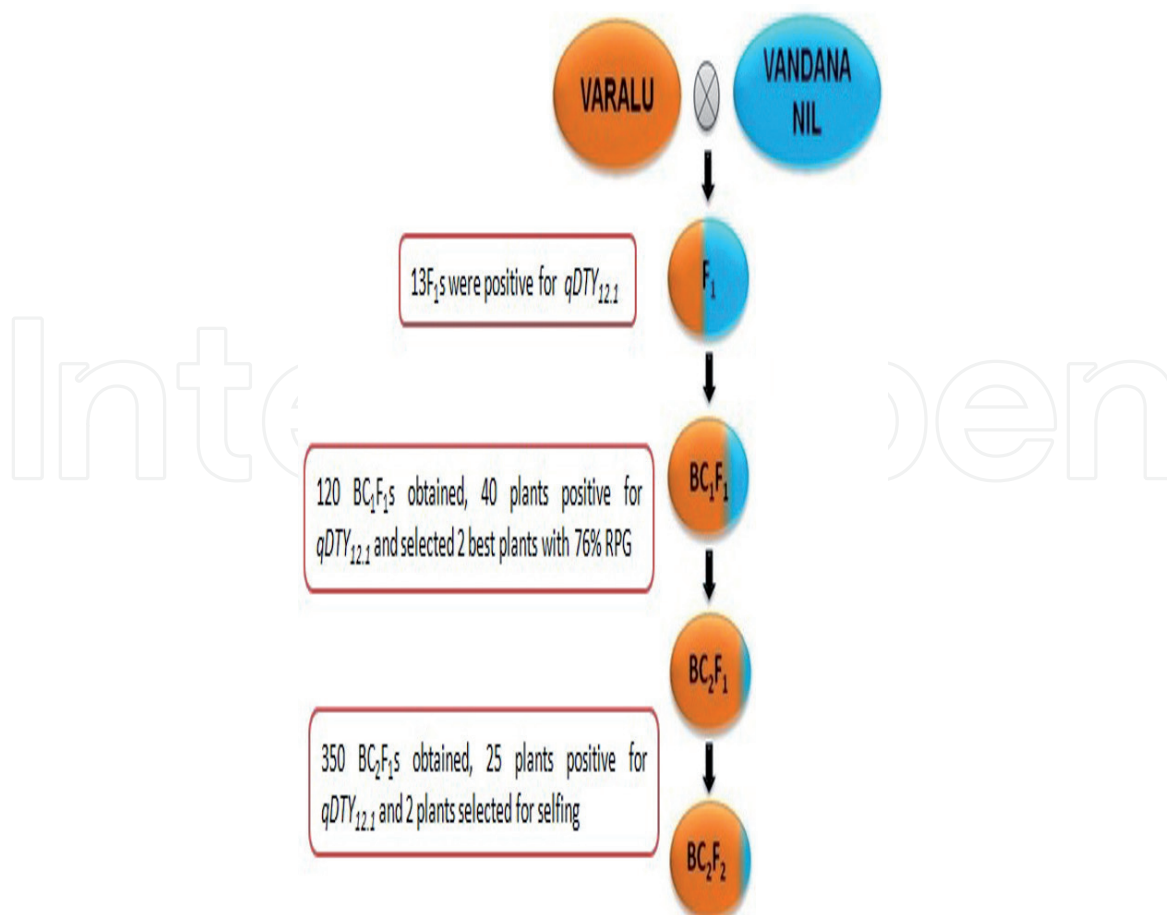 VARALU
VANDANA
NIL
F₁
13F₁s were positive for qDTY₁₂.₁
BC₁F₁
120 BC₁F₁s obtained, 40 plants positive for
qDTY₁₂.₁ and selected 2 best plants with 76% RPG
BC₂F₁
350 BC₂F₁s obtained, 25 plants positive for
qDTY₁₂.₁ and 2 plants selected for selfing
BC₂F₂